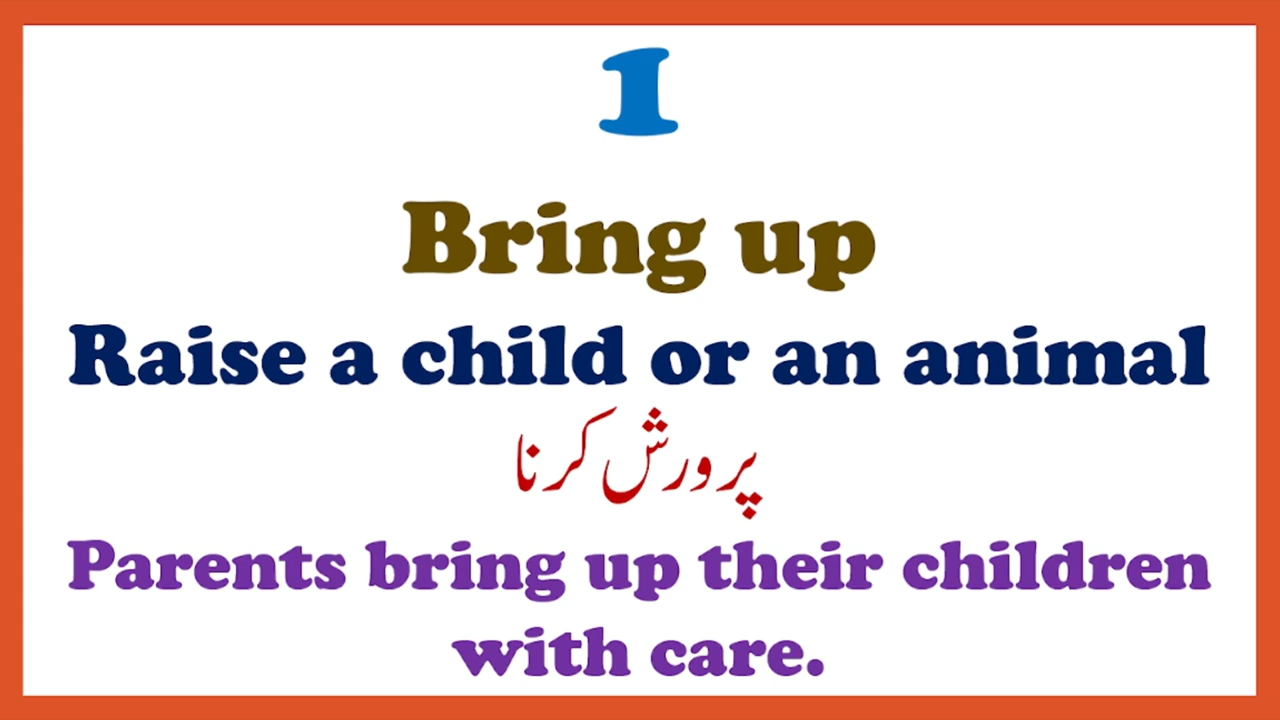 1
Bring up
Raise a child or an animal
پرورش کرنا
Parents bring up their children
with care.